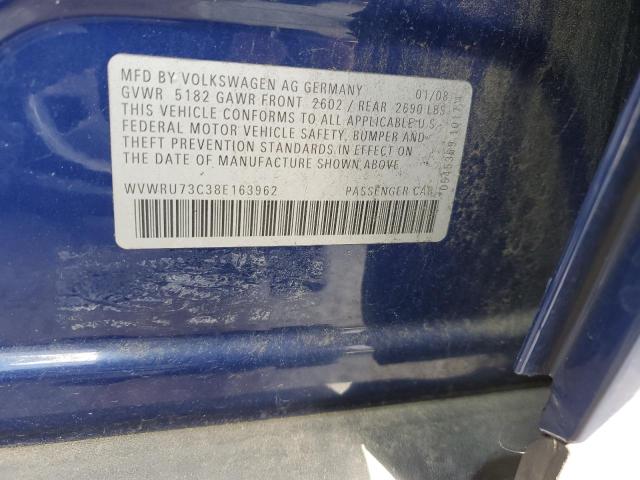 MFD BY VOLKSWAGEN AG GERMANY 01/08
GVWR 5182 GAWR FRONT 2602 / REAR 2690 LBS
THIS VEHICLE CONFORMS TO ALL APPLICABLE U.S.
FEDERAL MOTOR VEHICLE SAFETY, BUMPER AND
THEFT PREVENTION STANDARDS IN EFFECT ON
THE DATE OF MANUFACTURE SHOWN ABOVE
WVWRU73C38E163962 PASSENGER CAR